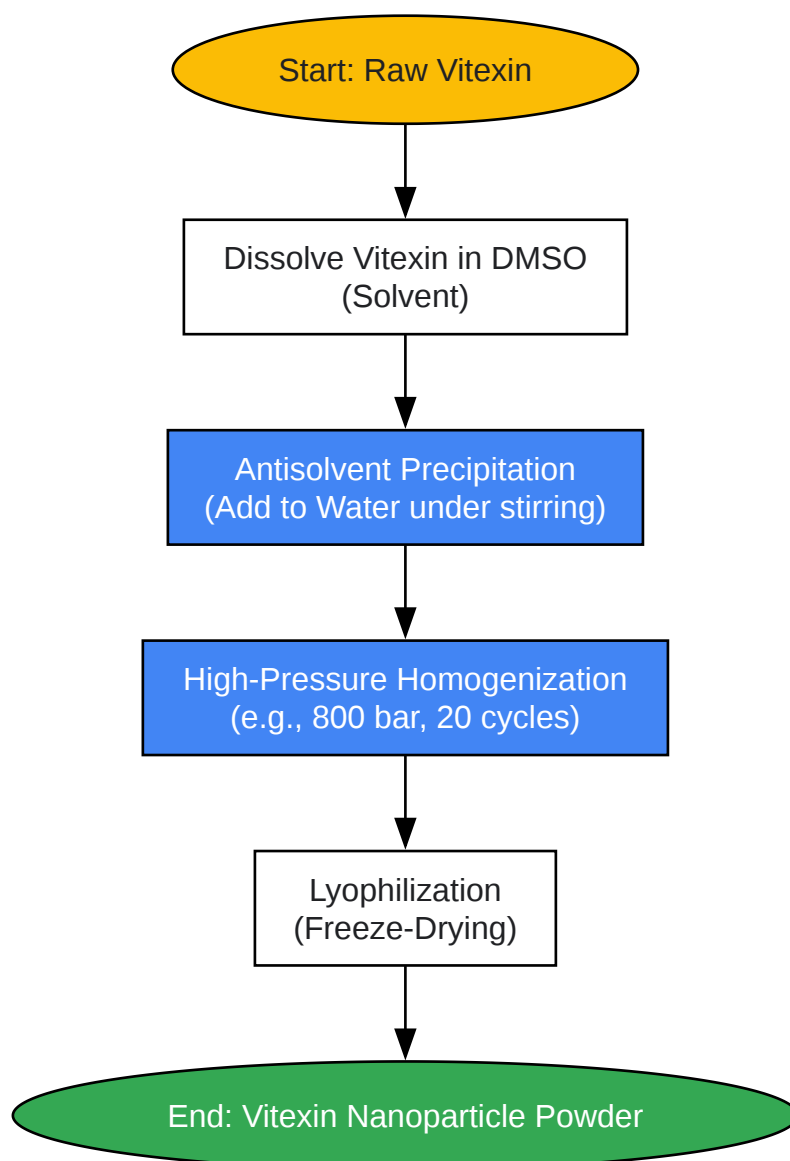 Start: Raw Vitexin
Dissolve Vitexin in DMSO
(Solvent)
Antisolvent Precipitation
(Add to Water under stirring)
High-Pressure Homogenization
(e.g., 800 bar, 20 cycles)
Lyophilization
(Freeze-Drying)
End: Vitexin Nanoparticle Powder